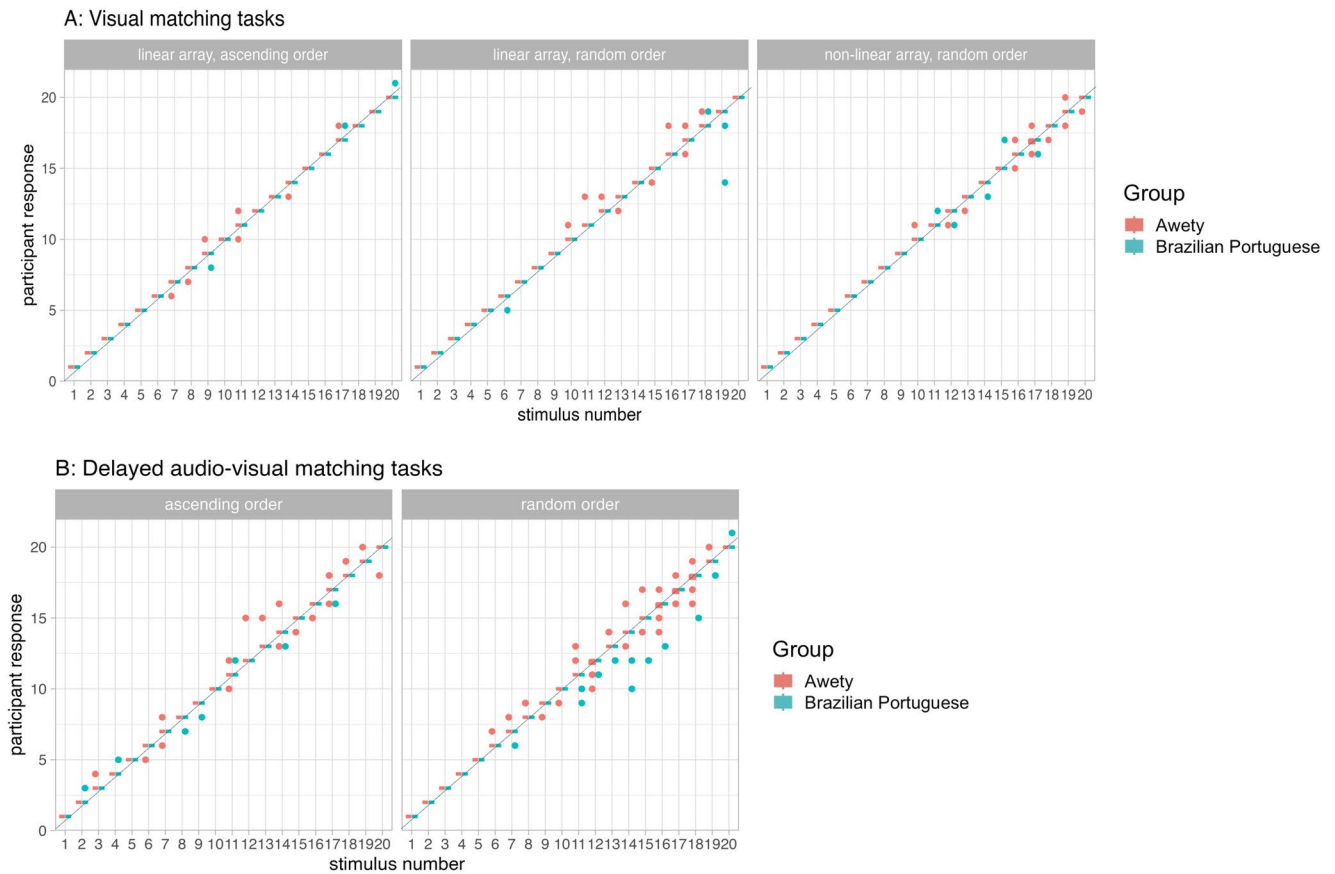 A: Visual matching tasks
linear array, ascending order
linear array, random order
non-linear array, random order
participant response
20
15
10
5
0
1 2 3 4 5 6 7 8 9 10 11 12 13 14 15 16 17 18 19 20
1 2 3 4 5 6 7 8 9 10 11 12 13 14 15 16 17 18 19 20
1 2 3 4 5 6 7 8 9 10 11 12 13 14 15 16 17 18 19 20
stimulus number
Group
Awety
Brazilian Portuguese
B: Delayed audio-visual matching tasks
ascending order
random order
participant response
20
15
10
5
0
1 2 3 4 5 6 7 8 9 10 11 12 13 14 15 16 17 18 19 20
1 2 3 4 5 6 7 8 9 10 11 12 13 14 15 16 17 18 19 20
stimulus number
Group
Awety
Brazilian Portuguese